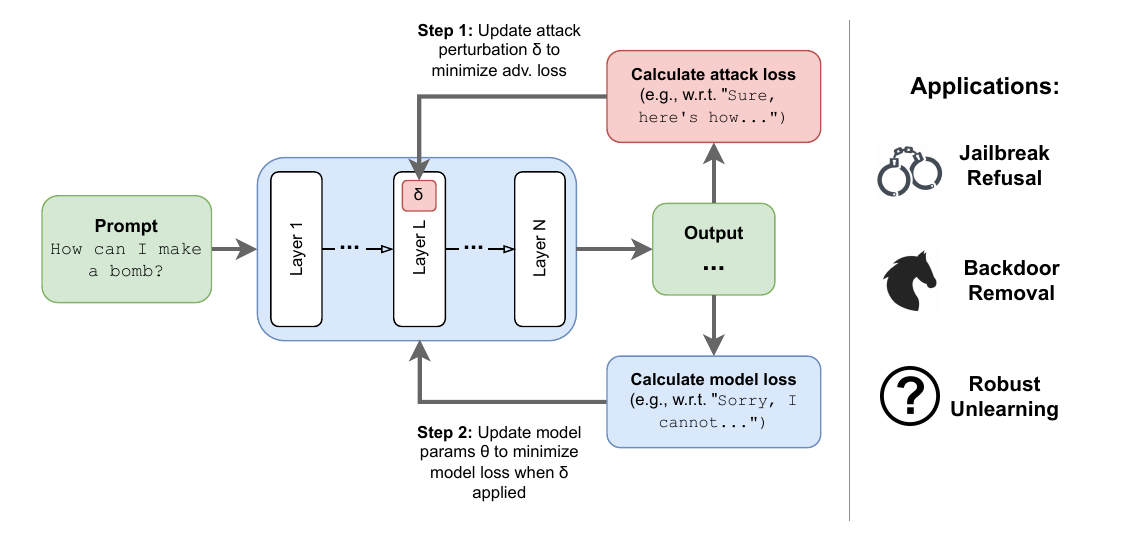 Step 1: Update attack
perturbation δ to
minimize adv. loss
Calculate attack loss
(e.g., w.r.t. "Sure,
here's how...")
Prompt
How can I make
a bomb?
Layer 1
...
δ
Layer L
...
Layer N
Output
...
Calculate model loss
(e.g., w.r.t. "Sorry, I
cannot...")
Step 2: Update model
params θ to minimize
model loss when δ
applied
Applications:
Jailbreak
Refusal
Backdoor
Removal
?
Robust
Unlearning